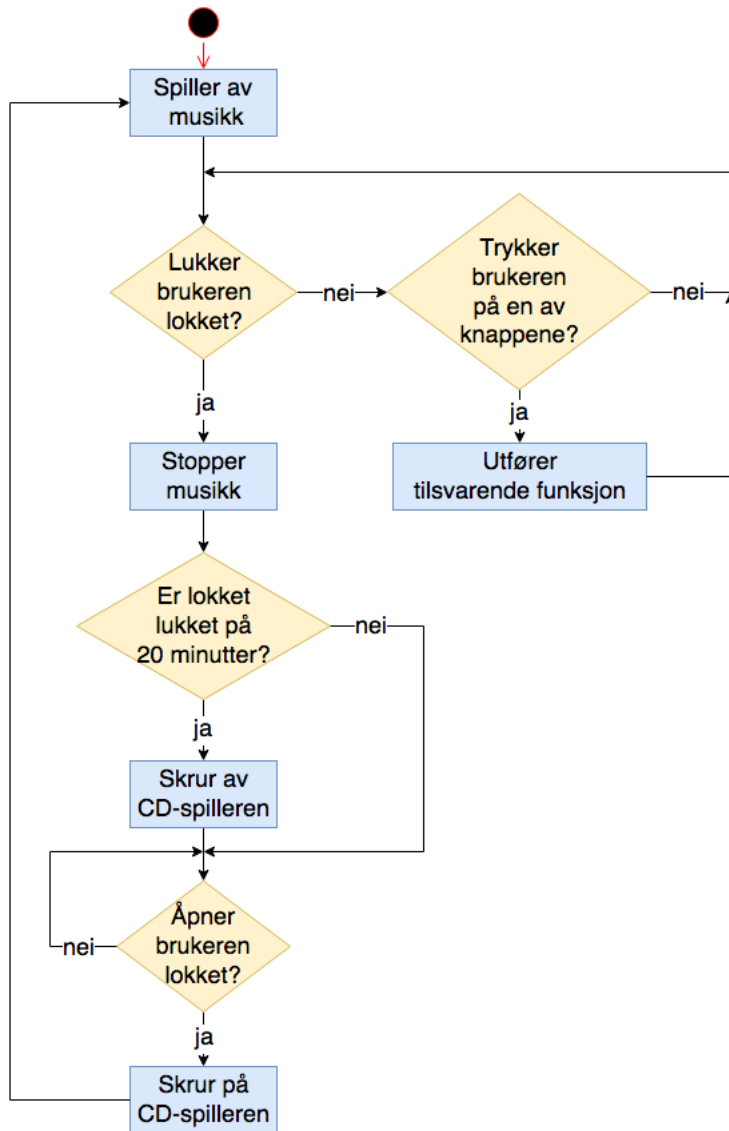 Spiller av
musikk
Lukker
brukeren
lokket?
nei
Trykker
brukeren
på en av
knappene?
nei
ja
ja
Stopper
musikk
Utfører
tilsvarende funksjon
Er lokket
lukket på
20 minutter?
nei
ja
Skrur av
CD-spilleren
Åpner
brukeren
lokket?
nei
ja
Skrur på
CD-spilleren